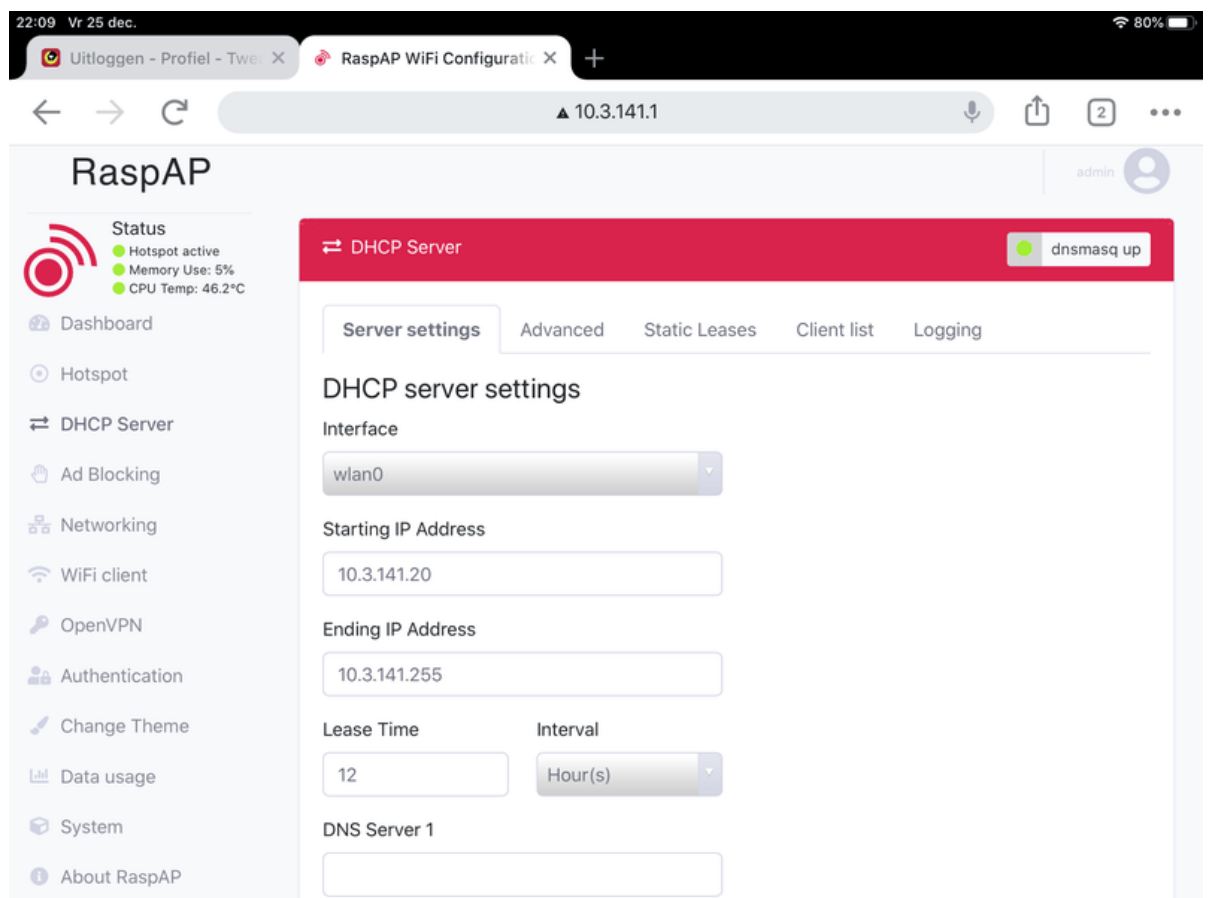 22:09 Vr 25 dec.
80%
Uitloggen - Profiel - Twe
RaspAP WiFi Configuratic
10.3.141.1
2
RaspAP
admin
Status
Hotspot active
Memory Use: 5%
CPU Temp: 46.2°C
Dashboard
Hotspot
DHCP Server
Ad Blocking
Networking
WiFi client
OpenVPN
Authentication
Change Theme
Data usage
System
About RaspAP
DHCP Server
dnsmasq up
Server settings Advanced Static Leases Client list Logging
DHCP server settings
Interface
wlan0
Starting IP Address
10.3.141.20
Ending IP Address
10.3.141.255
Lease Time Interval
12 Hour(s)
DNS Server 1